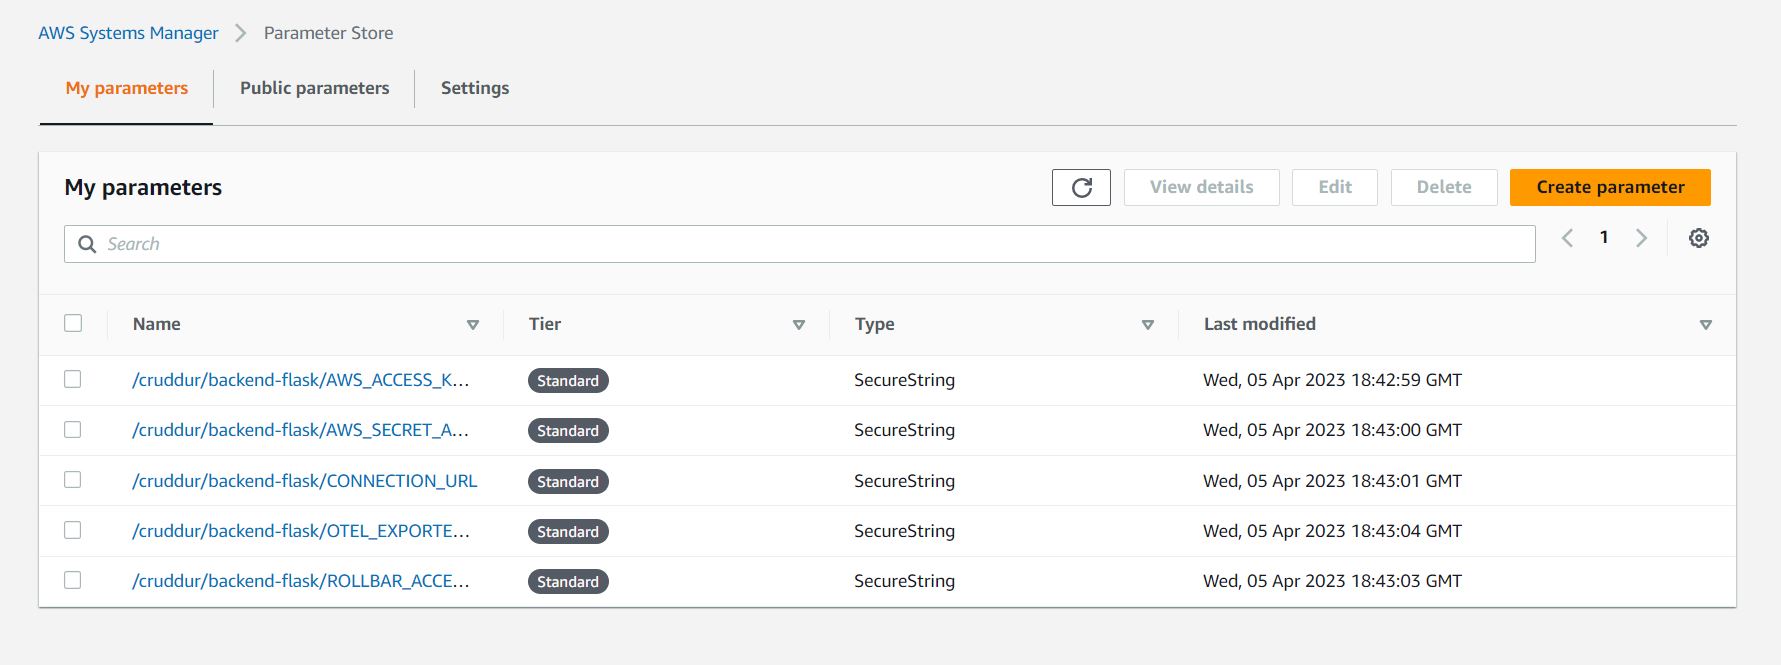 AWS Systems Manager > Parameter Store
My parameters Public parameters Settings
My parameters View details Edit Delete Create parameter
Search 1
Name Tier Type Last modified
/cruddur/backend-flask/AWS_ACCESS_K... Standard SecureString Wed, 05 Apr 2023 18:42:59 GMT
/cruddur/backend-flask/AWS_SECRET_A... Standard SecureString Wed, 05 Apr 2023 18:43:00 GMT
/cruddur/backend-flask/CONNECTION_URL Standard SecureString Wed, 05 Apr 2023 18:43:01 GMT
/cruddur/backend-flask/OTEL_EXPORTE... Standard SecureString Wed, 05 Apr 2023 18:43:04 GMT
/cruddur/backend-flask/ROLLBAR_ACCE... Standard SecureString Wed, 05 Apr 2023 18:43:03 GMT